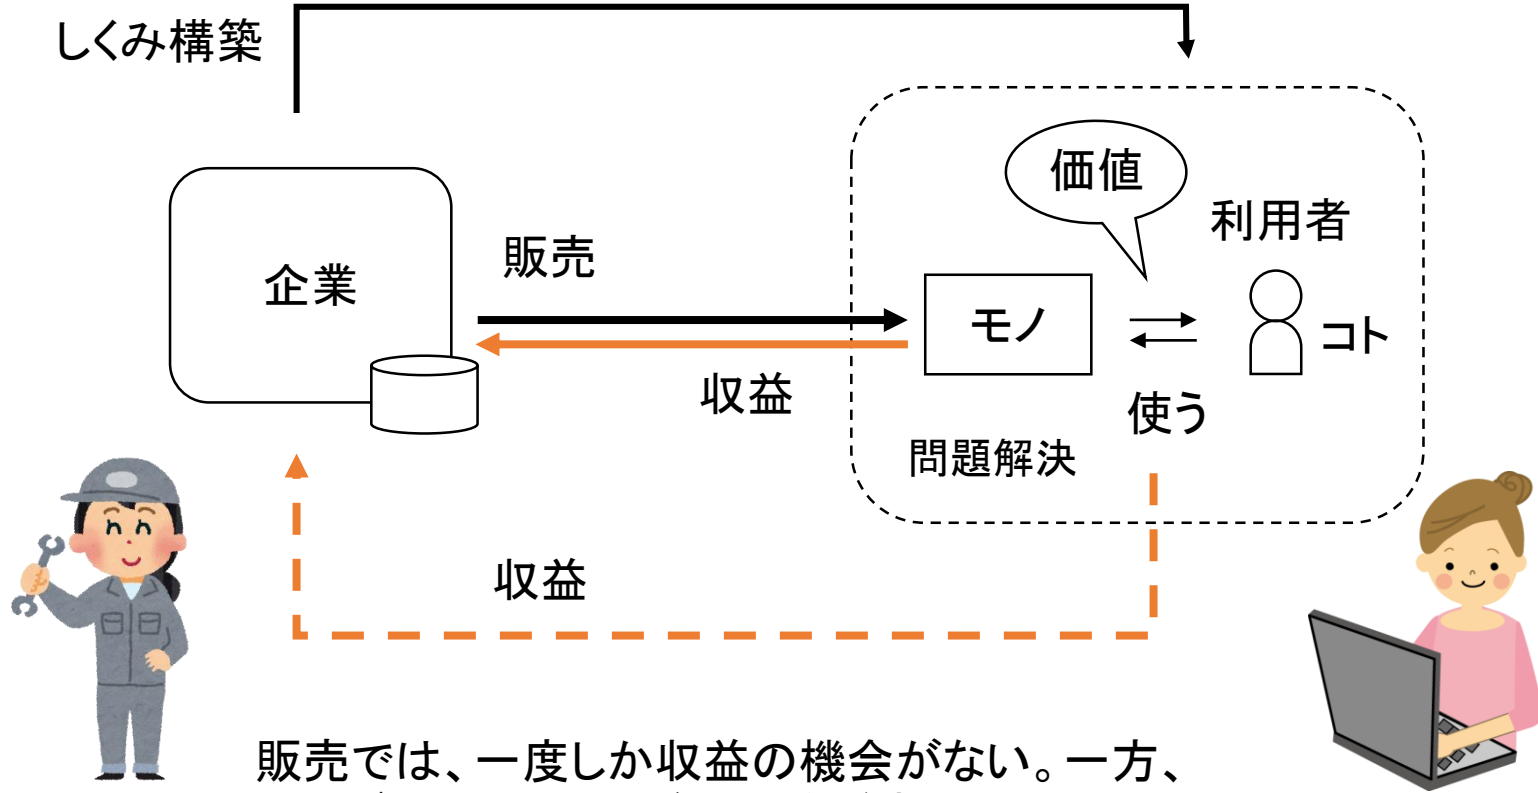 しくみ構築
価値
利用者
企業
販売
モノ
コト
収益
使う
問題解決
収益
販売では、一度しか収益の機会がない。一方、